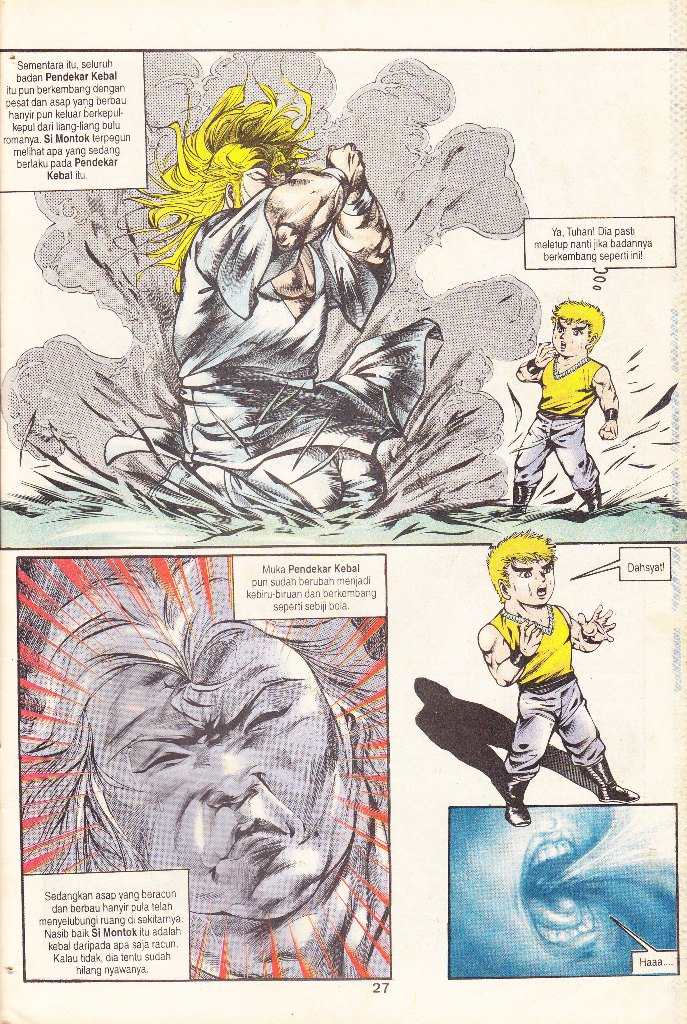 Sementara itu, seluruh
badan Pendekar Kebal
itu pun berkembang dengan
pesat dan asap yang berbau
hanyir pun keluar berkepul-
kepul dari liang-liang bulu
romanya. Si Montok terpegun
melihat apa yang sedang
berlaku pada Pendekar
Kebal itu.
Ya, Tuhan! Dia pasti
meletup nanti jika badannya
berkembang seperti ini!
Muka Pendekar Kebal
pun sudah berubah menjadi
kebiru-biruan dan berkembang
seperti sebiji bola.
Dahsyat!
Sedangkan asap yang beracun
dan berbau hanyir pula telah
menyelubungi ruang di sekitarnya.
Nasib baik Si Montok itu adalah
kebal daripada apa saja racun.
Kalau tidak, dia tentu sudah
hilang nyawanya.
Haaa....
27